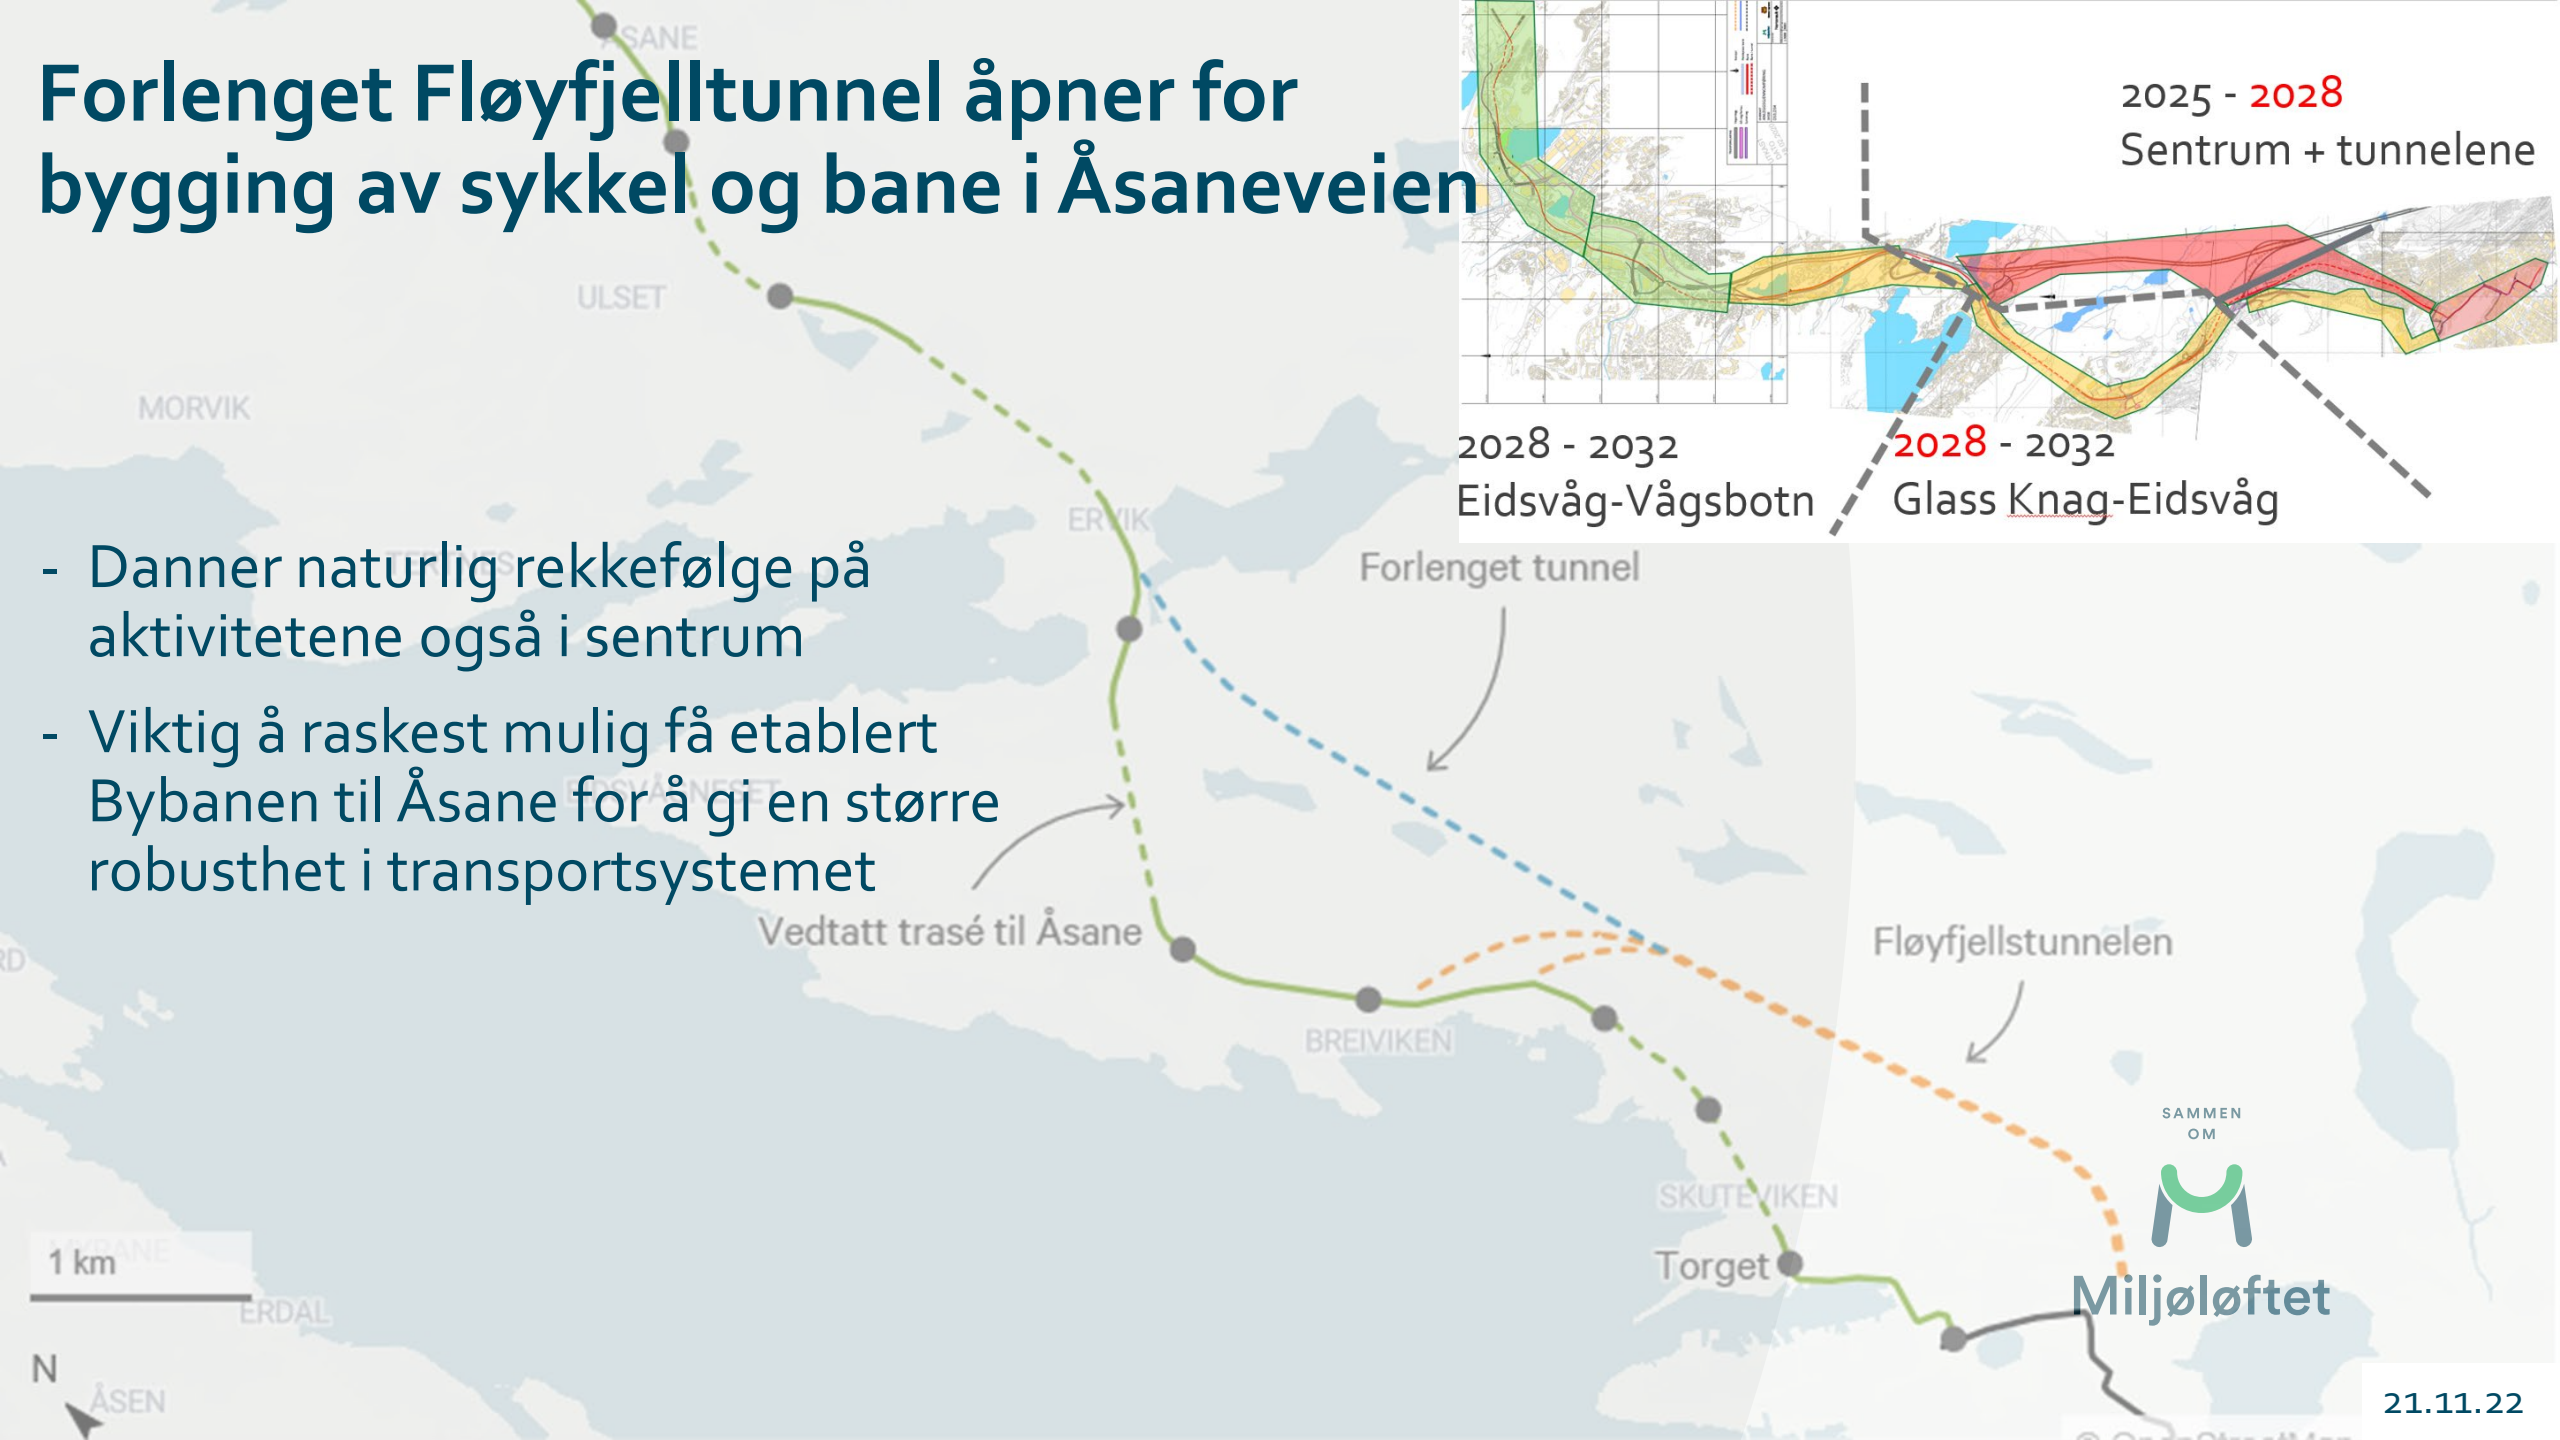 Forlenget Fløyfjelltunnel åpner for
bygging av sykkel og bane i Åsaneveien
- Danner naturlig rekkefølge på
aktivitetene også i sentrum
- Viktig å raskest mulig få etablert
Bybanen til Åsane for å gi en større
robusthet i transportsystemet
2025 - 2028
Sentrum + tunnelene
2028 - 2032
Eidsvåg-Vågsbotn
2028 - 2032
Glass Knag-Eidsvåg
ÅSANE
ULSET
MORVIK
ERVIK
TERTNES
Forlenget tunnel
EIDSVÅGNESET
Vedtatt trasé til Åsane
Fløyfjellstunnelen
BREIVIKEN
SKUTEVIKEN
Torget
1 km
ERDAL
N
ÅSEN
SAMMEN
OM
Miljøløftet
21.11.22